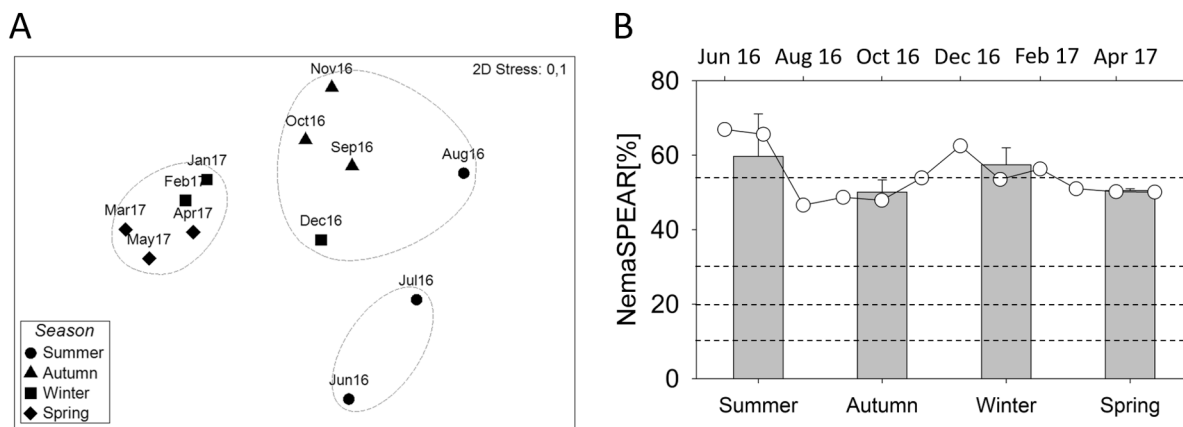 A
2D Stress: 0,1
Nov16
Oct16
Sep16
Aug16
Jan17
Feb17
Mar17
Apr17
May17
Dec16
Jul16
Jun16
Season
Summer
Autumn
Winter
Spring
B
Jun 16 Aug 16 Oct 16 Dec 16 Feb 17 Apr 17
NemaSPEAR[%]
80
60
40
20
0
Summer Autumn Winter Spring